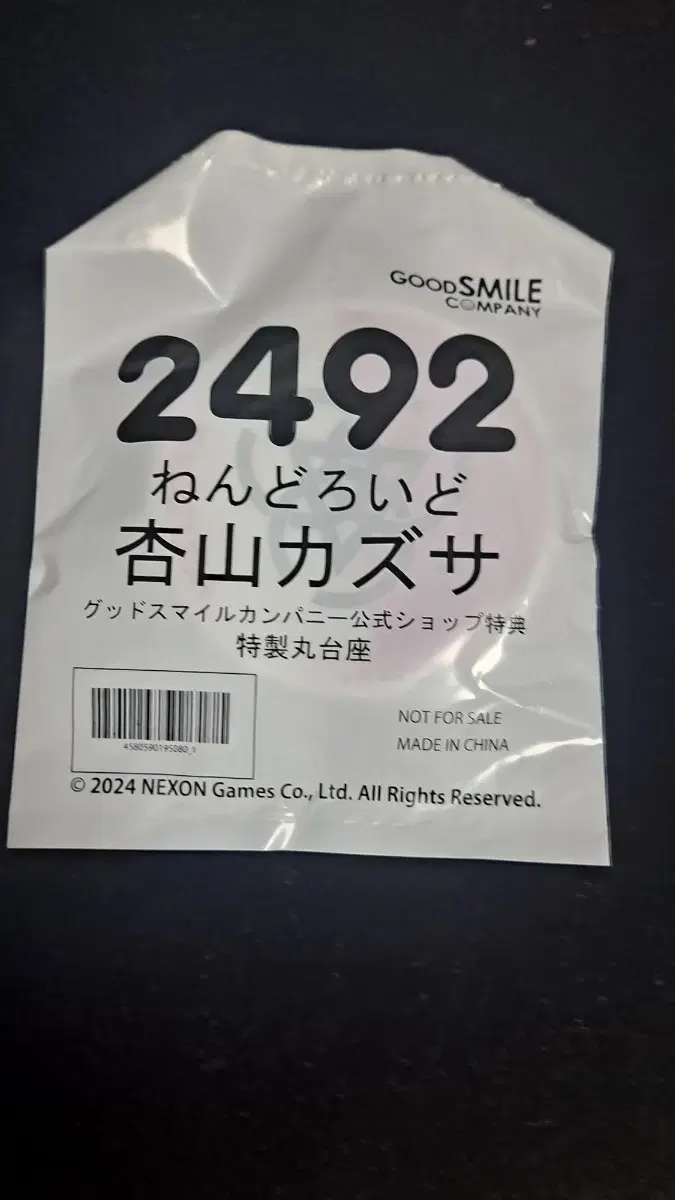 GOODSMILE
COMPANY
2492
ねんどろいど
杏山カズサ
グッドスマイルカンパニー公式ショップ特典
特製丸台座
4580590195080_1
NOT FOR SALE
MADE IN CHINA
© 2024 NEXON Games Co., Ltd. All Rights Reserved.